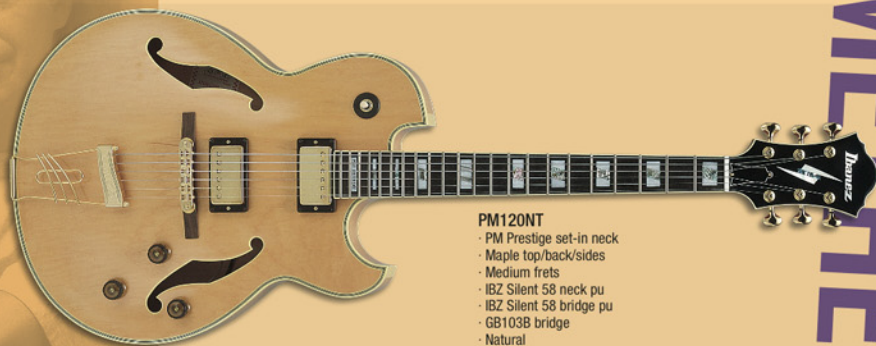 Ibanez
PM120NT
· PM Prestige set-in neck
· Maple top/back/sides
· Medium frets
· IBZ Silent 58 neck pu
· IBZ Silent 58 bridge pu
· GB103B bridge
· Natural